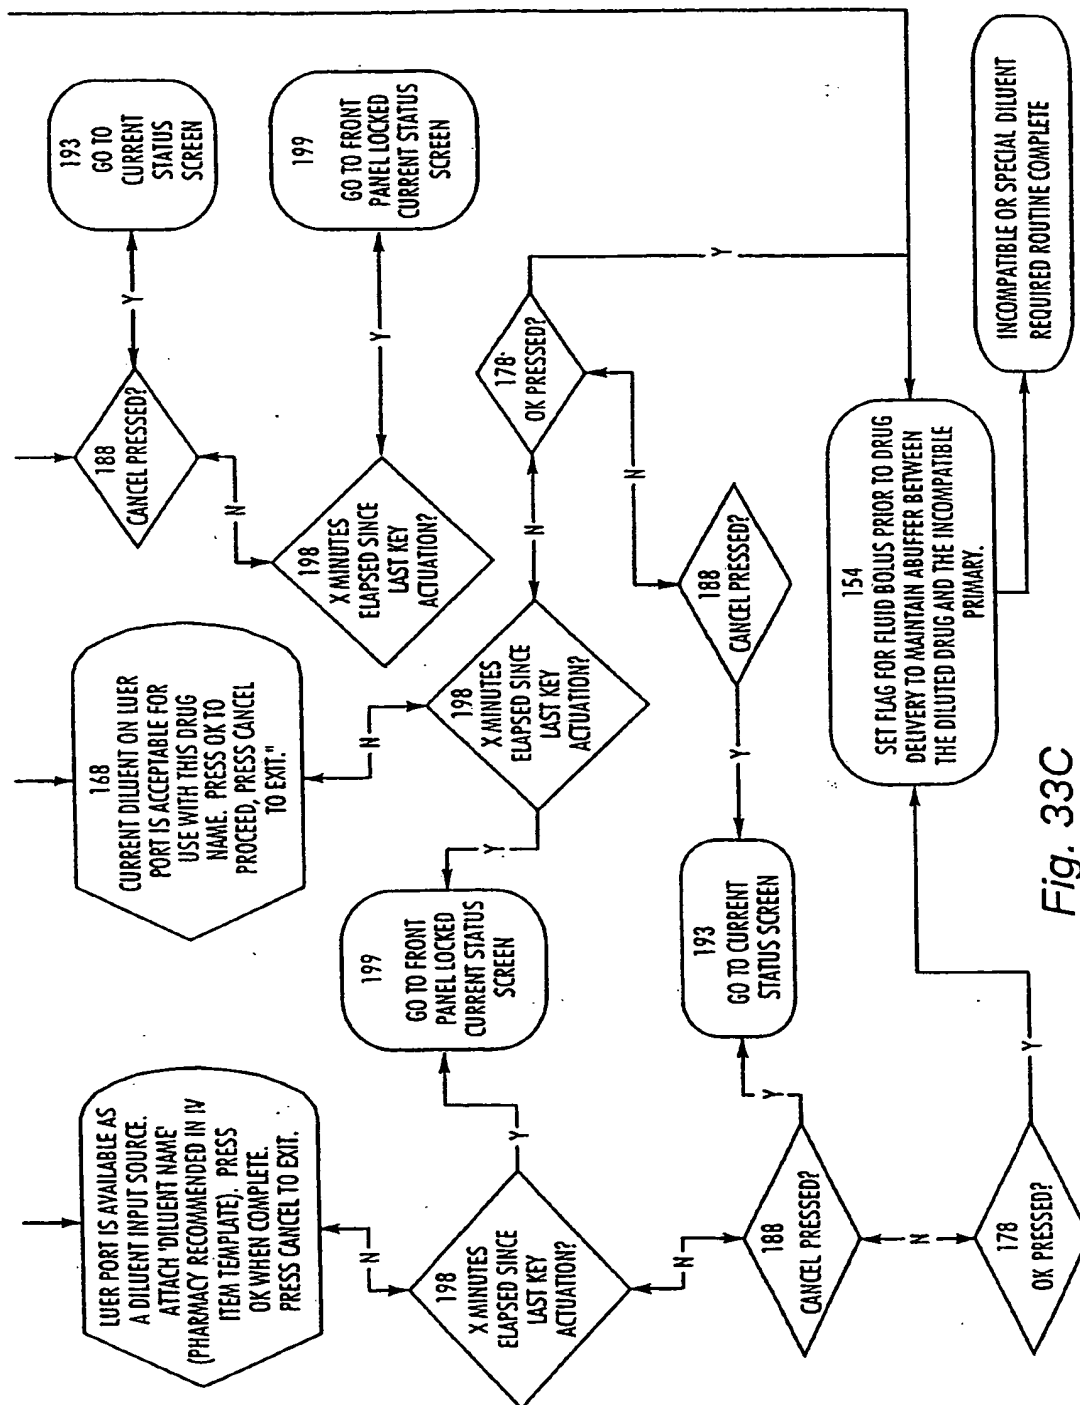 LUER PORT IS AVAILABLE AS
A DILUENT INPUT SOURCE.
ATTACH 'DILUENT NAME'
(PHARMACY RECOMMENDED IN IV
ITEM TEMPLATE). PRESS
OK WHEN COMPLETE.
PRESS CANCEL TO EXIT.
N
198
X MINUTES
ELAPSED SINCE
LAST KEY
ACTUATION?
Y
N
188
CANCEL PRESSED?
Y
N
178
OK PRESSED?
Y
168
CURRENT DILUENT ON LUER
PORT IS ACCEPTABLE FOR
USE WITH THIS DRUG
NAME. PRESS OK TO
PROCEED, PRESS CANCEL
TO EXIT."
N
199
GO TO FRONT
PANEL LOCKED
CURRENT STATUS
SCREEN
Y
198
X MINUTES
ELAPSED SINCE
LAST KEY
ACTUATION?
N
193
GO TO CURRENT
STATUS SCREEN
Y
188
CANCEL PRESSED?
N
178
OK PRESSED?
Y
188
CANCEL PRESSED?
Y
193
GO TO
CURRENT
STATUS
SCREEN
N
198
X MINUTES
ELAPSED SINCE
LAST KEY
ACTUATION?
Y
199
GO TO FRONT
PANEL LOCKED
CURRENT STATUS
SCREEN
154
SET FLAG FOR FLUID BOLUS PRIOR TO DRUG
DELIVERY TO MAINTAIN ABUFFER BETWEEN
THE DILUTED DRUG AND THE INCOMPATIBLE
PRIMARY.
INCOMPATIBLE OR SPECIAL DILUENT
REQUIRED ROUTINE COMPLETE
Fig. 33C